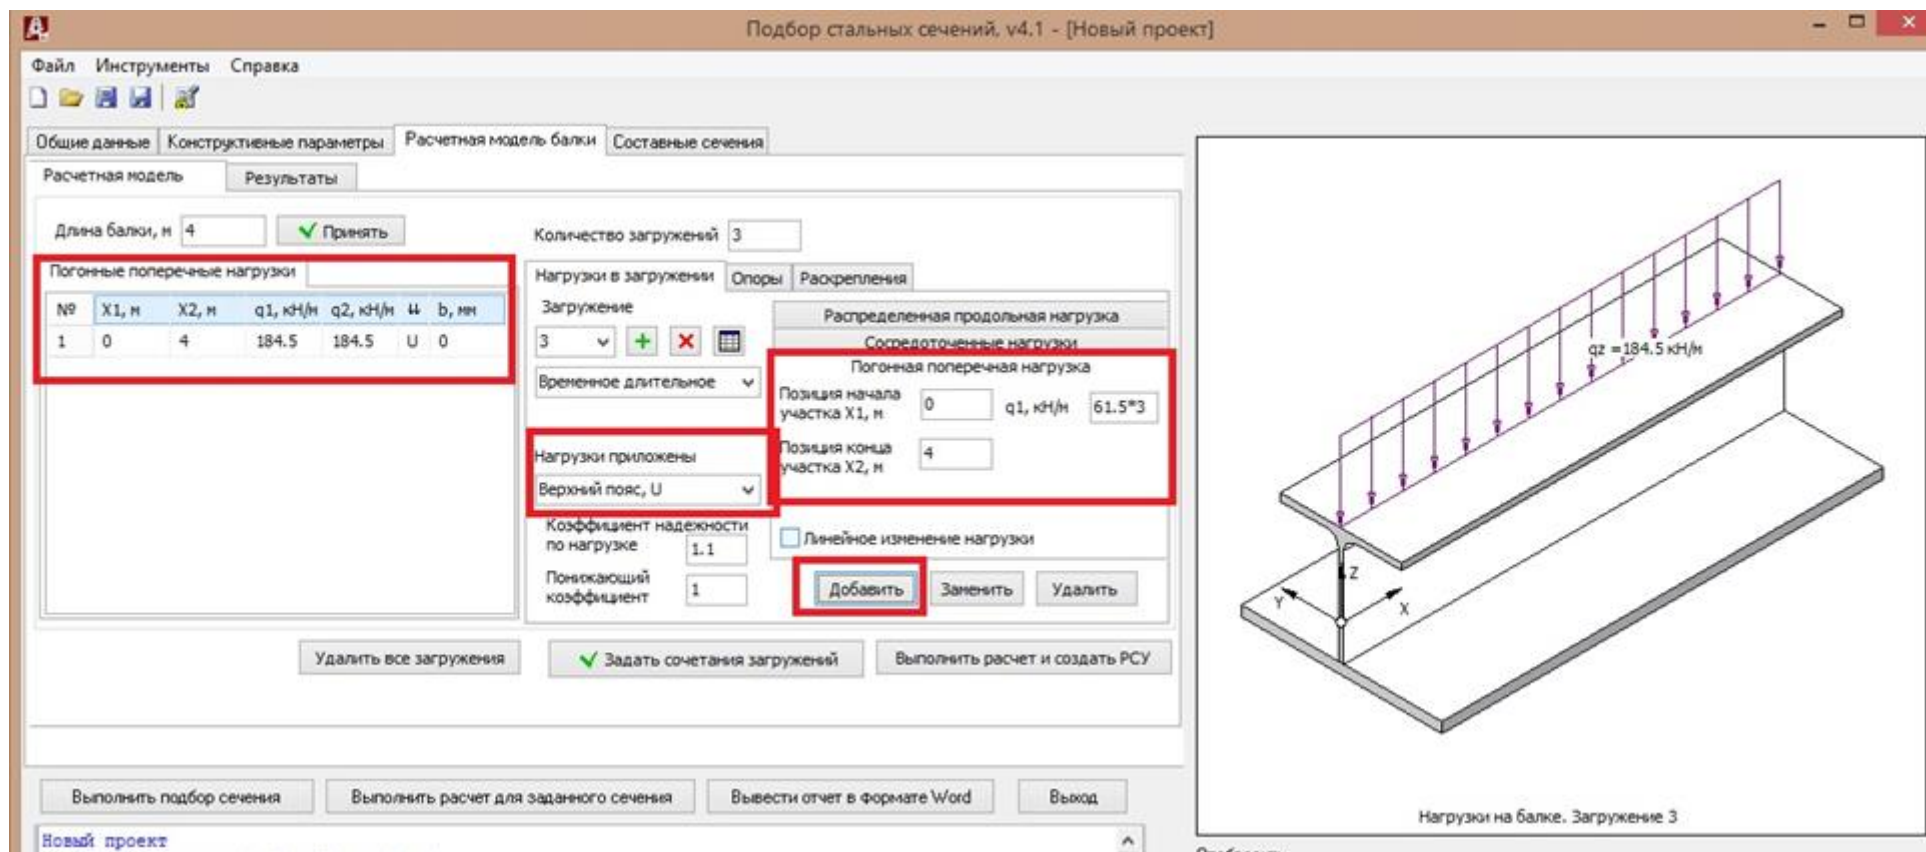 Подбор стальных сечений, v4.1 - [Новый проект]
Файл Инструменты Справка
Общие данные Конструктивные параметры Расчетная модель балки Составные сечения
Расчетная модель Результаты
Длина балки, м 4 Принять
Количество загружений 3
Погонные поперечные нагрузки
№ X1, м X2, м q1, кН/м q2, кН/м b, мм
1 0 4 184.5 184.5 U 0
Нагрузки в загружении Опоры Раскрепления
Загружение
3
Временное длительное
Нагрузки приложены
Верхний пояс, U
Коэффициент надежности
по нагрузке 1.1
Понижающий
коэффициент 1
Распределенная продольная нагрузка
Сосредоточенные нагрузки
Погонная поперечная нагрузка
Позиция начала
участка X1, м 0 q1, кН/м 61.5*3
Позиция конца
участка X2, м 4
Линейное изменение нагрузки
Добавить Заменить Удалить
Удалить все загружения Задать сочетания загружений Выполнить расчет и создать РСУ
Выполнить подбор сечения Выполнить расчет для заданного сечения Вывести отчет в формате Word Выход
Новый проект
qz =184.5 кН/м
Z
Y
X
Нагрузки на балке. Загружение 3